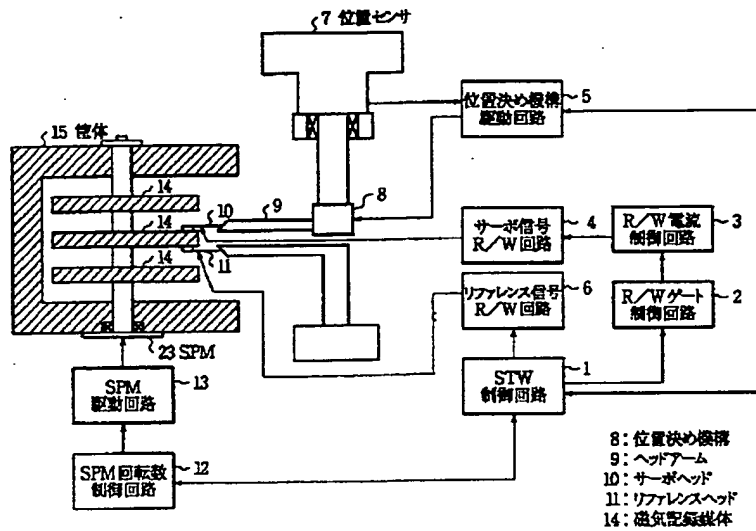 7 位置センサ
位置決め機構
駆動回路
5
15 筐体
14
10
9
8
14
サーボ信号
R/W回路
4
R/W電流
制御回路
3
11
14
リファレンス信号
R/W回路
6
R/Wゲート
制御回路
2
23 SPM
STW
制御回路
1
SPM
駆動回路
13
SPM回転数
制御回路
12
8：位置決め機構
9：ヘッドアーム
10：サーボヘッド
11：リファレンスヘッド
14：磁気記録媒体